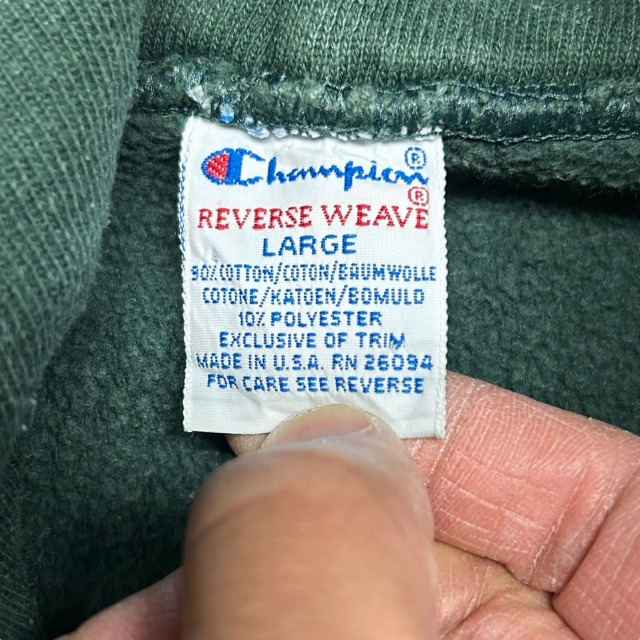 Champion®
REVERSE WEAVE®
LARGE
90% COTTON/COTON/BAUMWOLLE
COTONE/KATOEN/BOMULD
10% POLYESTER
EXCLUSIVE OF TRIM
MADE IN U.S.A. RN 26094
FOR CARE SEE REVERSE